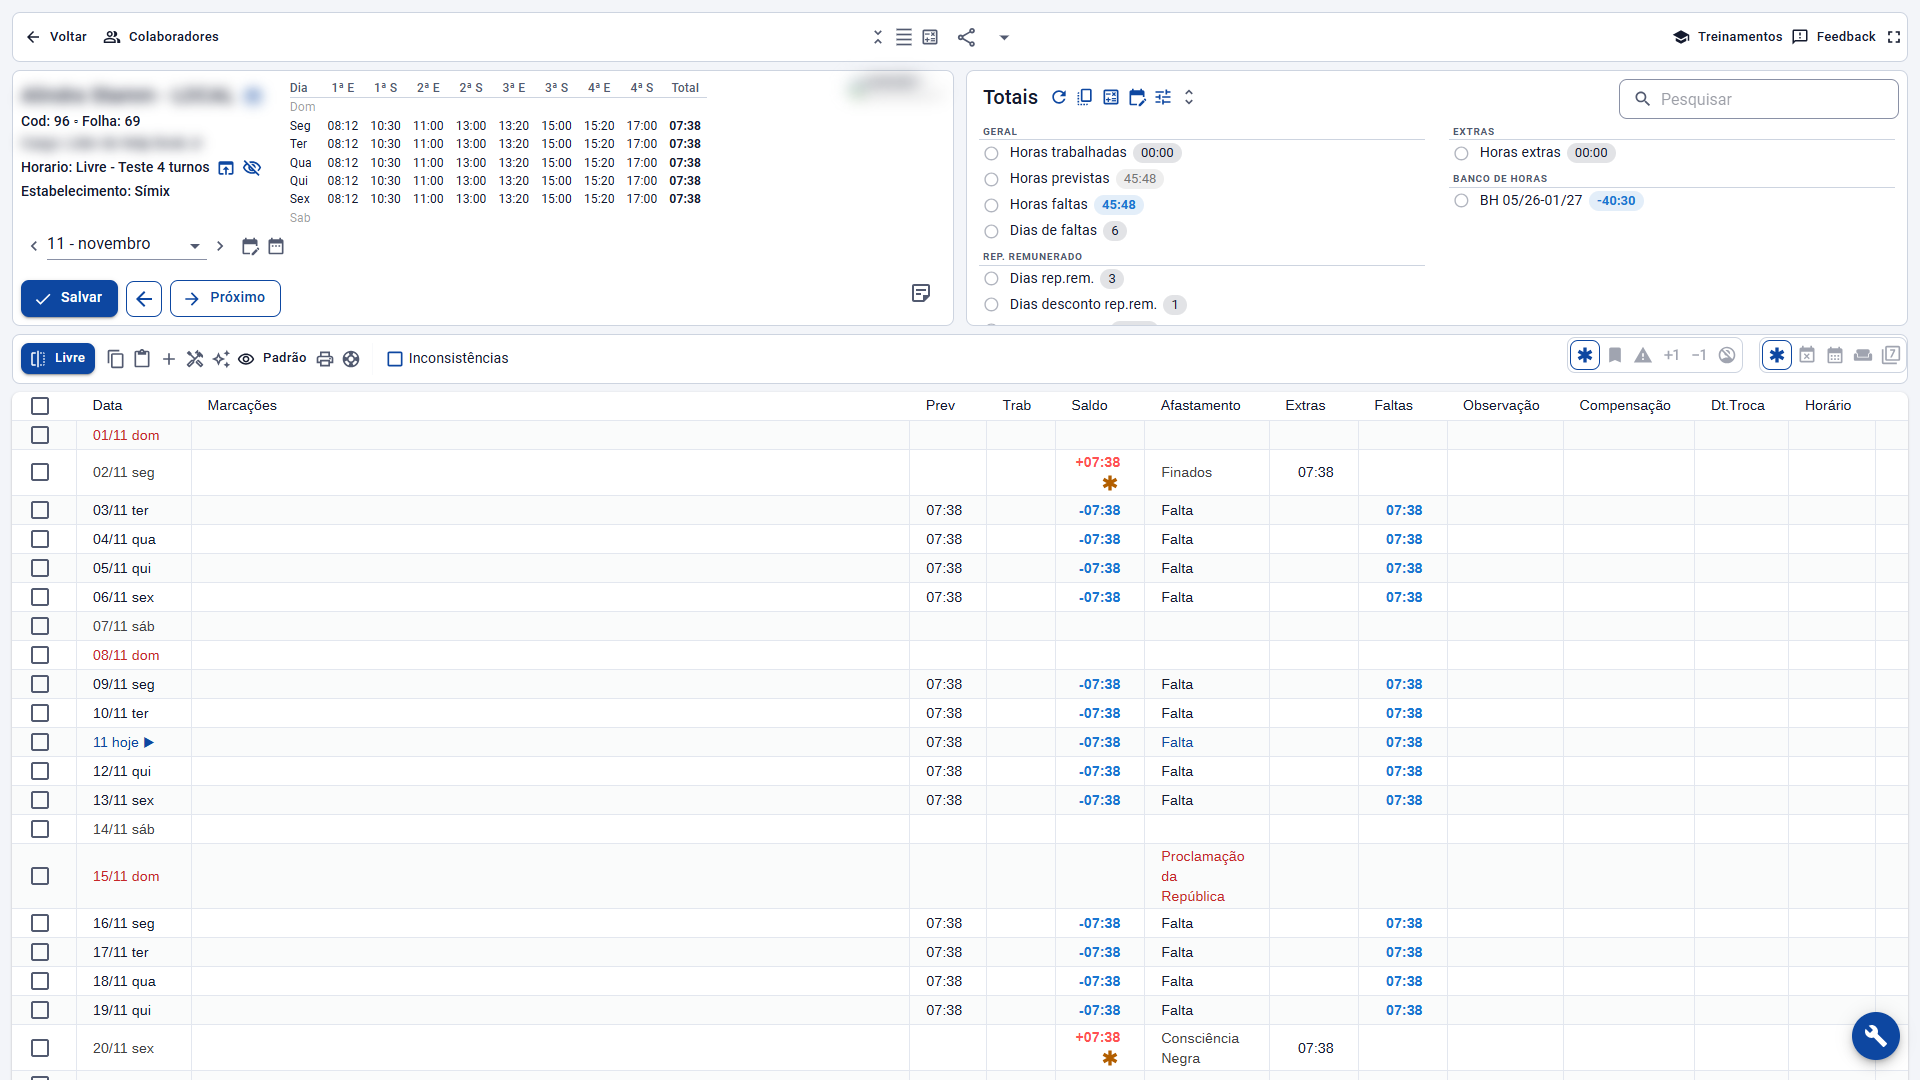 Voltar Colaboradores Treinamentos Feedback
Cod: 96 - Folha: 69
Horario: Livre - Teste 4 turnos
Estabelecimento: Símix
11 - novembro
Salvar Próximo
Dia 1ª E 1ª S 2ª E 2ª S 3ª E 3ª S 4ª E 4ª S Total
Dom
Seg 08:12 10:30 11:00 13:00 13:20 15:00 15:20 17:00 07:38
Ter 08:12 10:30 11:00 13:00 13:20 15:00 15:20 17:00 07:38
Qua 08:12 10:30 11:00 13:00 13:20 15:00 15:20 17:00 07:38
Qui 08:12 10:30 11:00 13:00 13:20 15:00 15:20 17:00 07:38
Sex 08:12 10:30 11:00 13:00 13:20 15:00 15:20 17:00 07:38
Sab
Totais Pesquisar
GERAL
Horas trabalhadas 00:00
Horas previstas 45:48
Horas faltas 45:48
Dias de faltas 6
REP. REMUNERADO
Dias rep.rem. 3
Dias desconto rep.rem. 1
EXTRAS
Horas extras 00:00
BANCO DE HORAS
BH 05/26-01/27 -40:30
Livre Padrão Inconsistências +1 -1 7
Data Marcações Prev Trab Saldo Afastamento Extras Faltas Observação Compensação Dt.Troca Horário
01/11 dom
02/11 seg +07:38 Finados 07:38
03/11 ter 07:38 -07:38 Falta 07:38
04/11 qua 07:38 -07:38 Falta 07:38
05/11 qui 07:38 -07:38 Falta 07:38
06/11 sex 07:38 -07:38 Falta 07:38
07/11 sáb
08/11 dom
09/11 seg 07:38 -07:38 Falta 07:38
10/11 ter 07:38 -07:38 Falta 07:38
11 hoje 07:38 -07:38 Falta 07:38
12/11 qui 07:38 -07:38 Falta 07:38
13/11 sex 07:38 -07:38 Falta 07:38
14/11 sáb
15/11 dom Proclamação
da
República
16/11 seg 07:38 -07:38 Falta 07:38
17/11 ter 07:38 -07:38 Falta 07:38
18/11 qua 07:38 -07:38 Falta 07:38
19/11 qui 07:38 -07:38 Falta 07:38
20/11 sex +07:38 Consciência
Negra 07:38